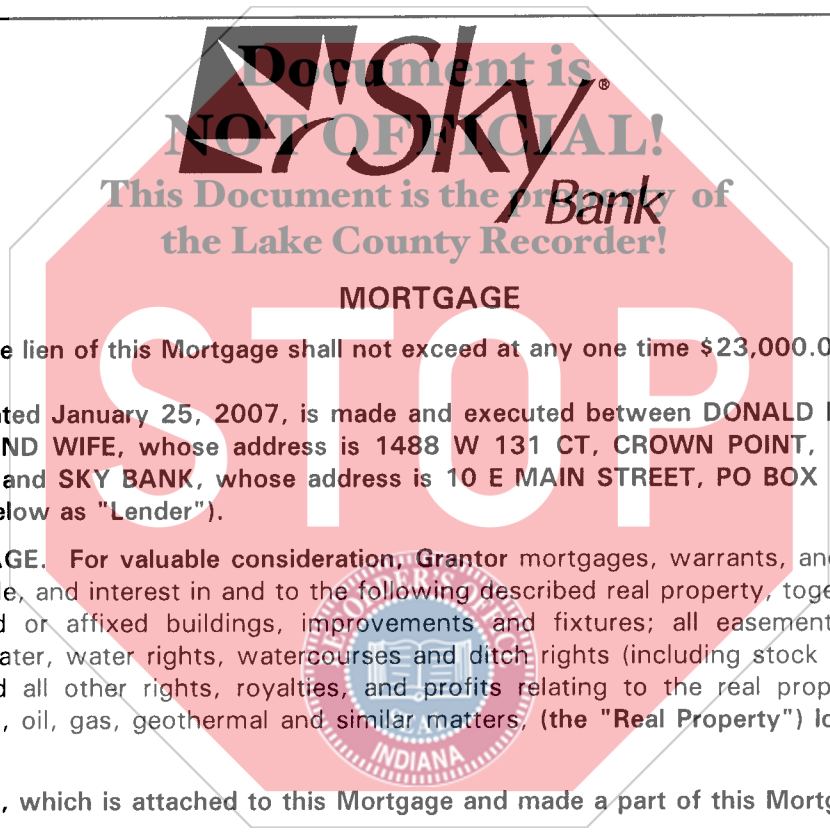 Document is
NOT OFFICIAL!
This Document is the property of
the Lake County Recorder!
Sky®
Bank
STOP
MORTGAGE
e lien of this Mortgage shall not exceed at any one time $23,000.0
ted January 25, 2007, is made and executed between DONALD
ND WIFE, whose address is 1488 W 131 CT, CROWN POINT,
and SKY BANK, whose address is 10 E MAIN STREET, PO BOX
elow as "Lender").
AGE. For valuable consideration, Grantor mortgages, warrants, and
le, and interest in and to the following described real property, toge
d or affixed buildings, improvements and fixtures; all easement
ater, water rights, watercourses and ditch rights (including stock
d all other rights, royalties, and profits relating to the real prop
, oil, gas, geothermal and similar matters, (the "Real Property") lo
INDIANA
, which is attached to this Mortgage and made a part of this Mortg